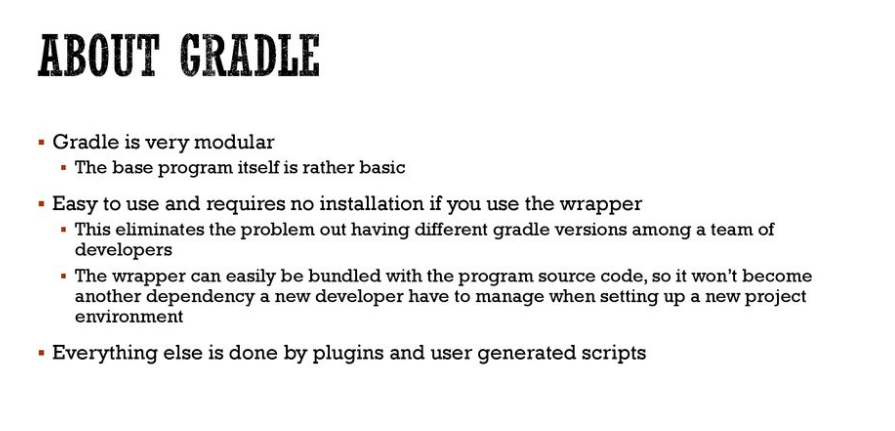 ABOUT GRADLE
▪ Gradle is very modular
▪ The base program itself is rather basic
▪ Easy to use and requires no installation if you use the wrapper
▪ This eliminates the problem out having different gradle versions among a team of
developers
▪ The wrapper can easily be bundled with the program source code, so it won't become
another dependency a new developer have to manage when setting up a new project
environment
▪ Everything else is done by plugins and user generated scripts